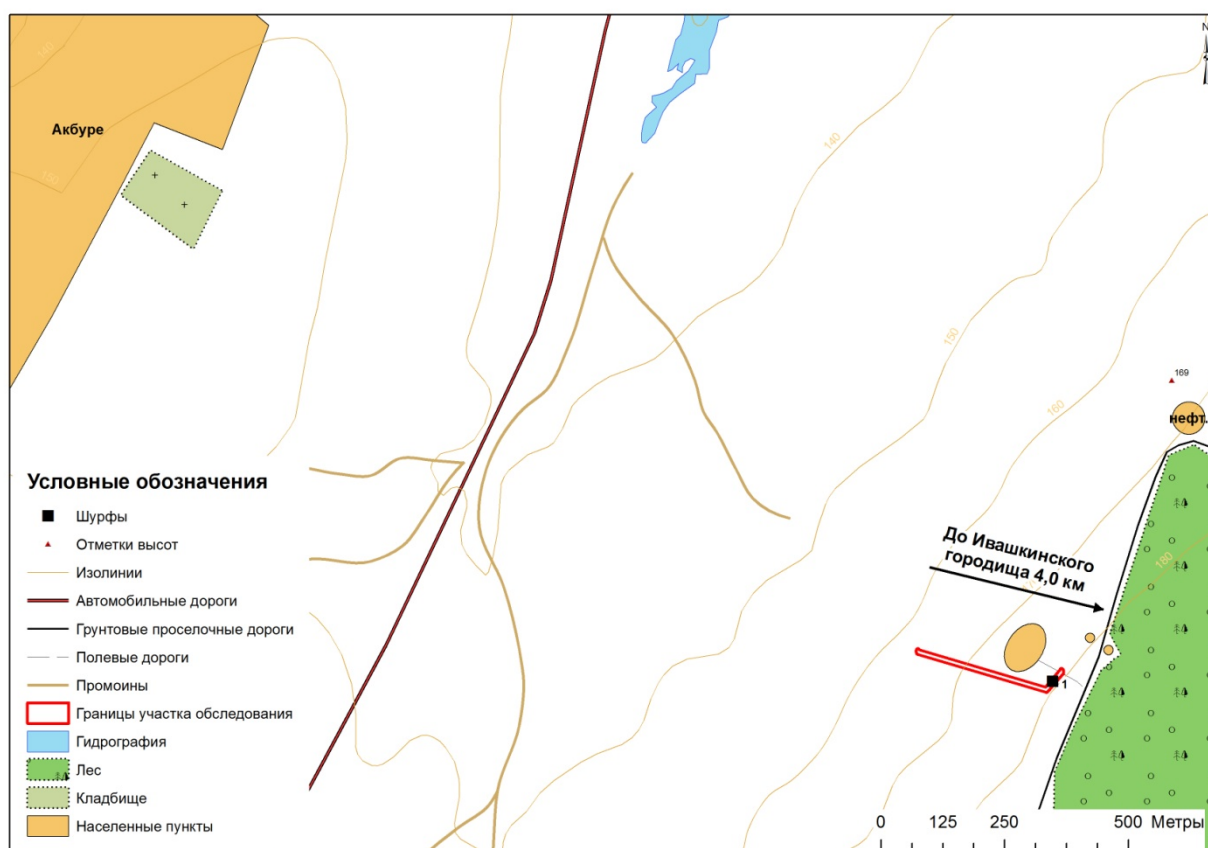 N
140
Акбуре
150
140
150
160
169
нефт.
До Ивашкинского
городища 4,0 км
180
1
Условные обозначения
Шурфы
Отметки высот
Изолинии
Автомобильные дороги
Грунтовые проселочные дороги
Полевые дороги
Промоины
Границы участка обследования
Гидрография
Лес
Кладбище
Населенные пункты
0 125 250 500 Метры